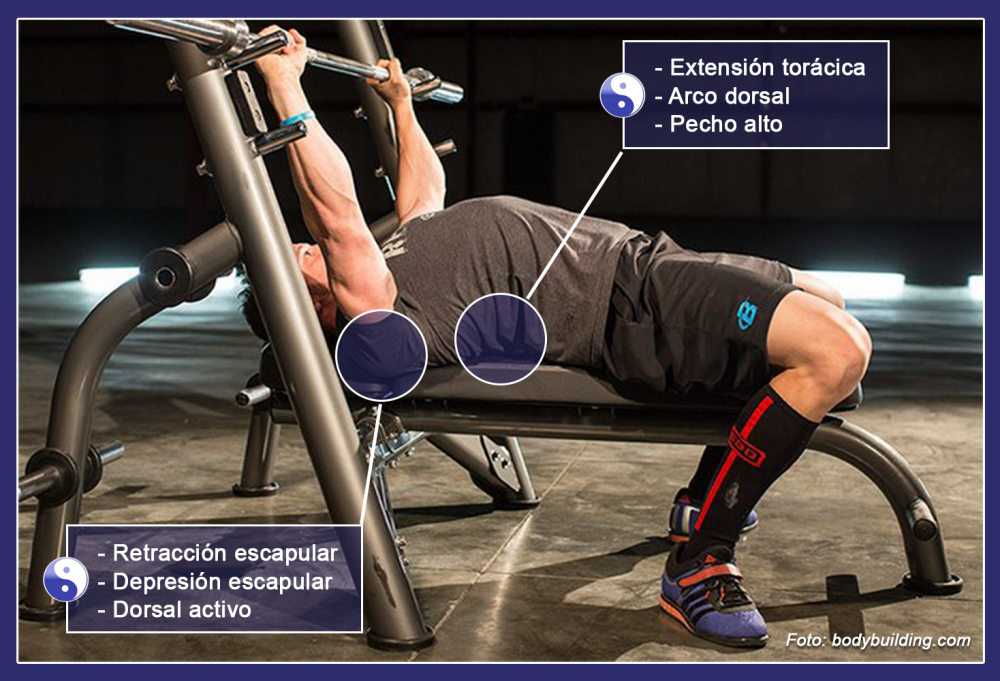 - Extensión torácica
- Arco dorsal
- Pecho alto
- Retracción escapular
- Depresión escapular
- Dorsal activo
Foto: bodybuilding.com